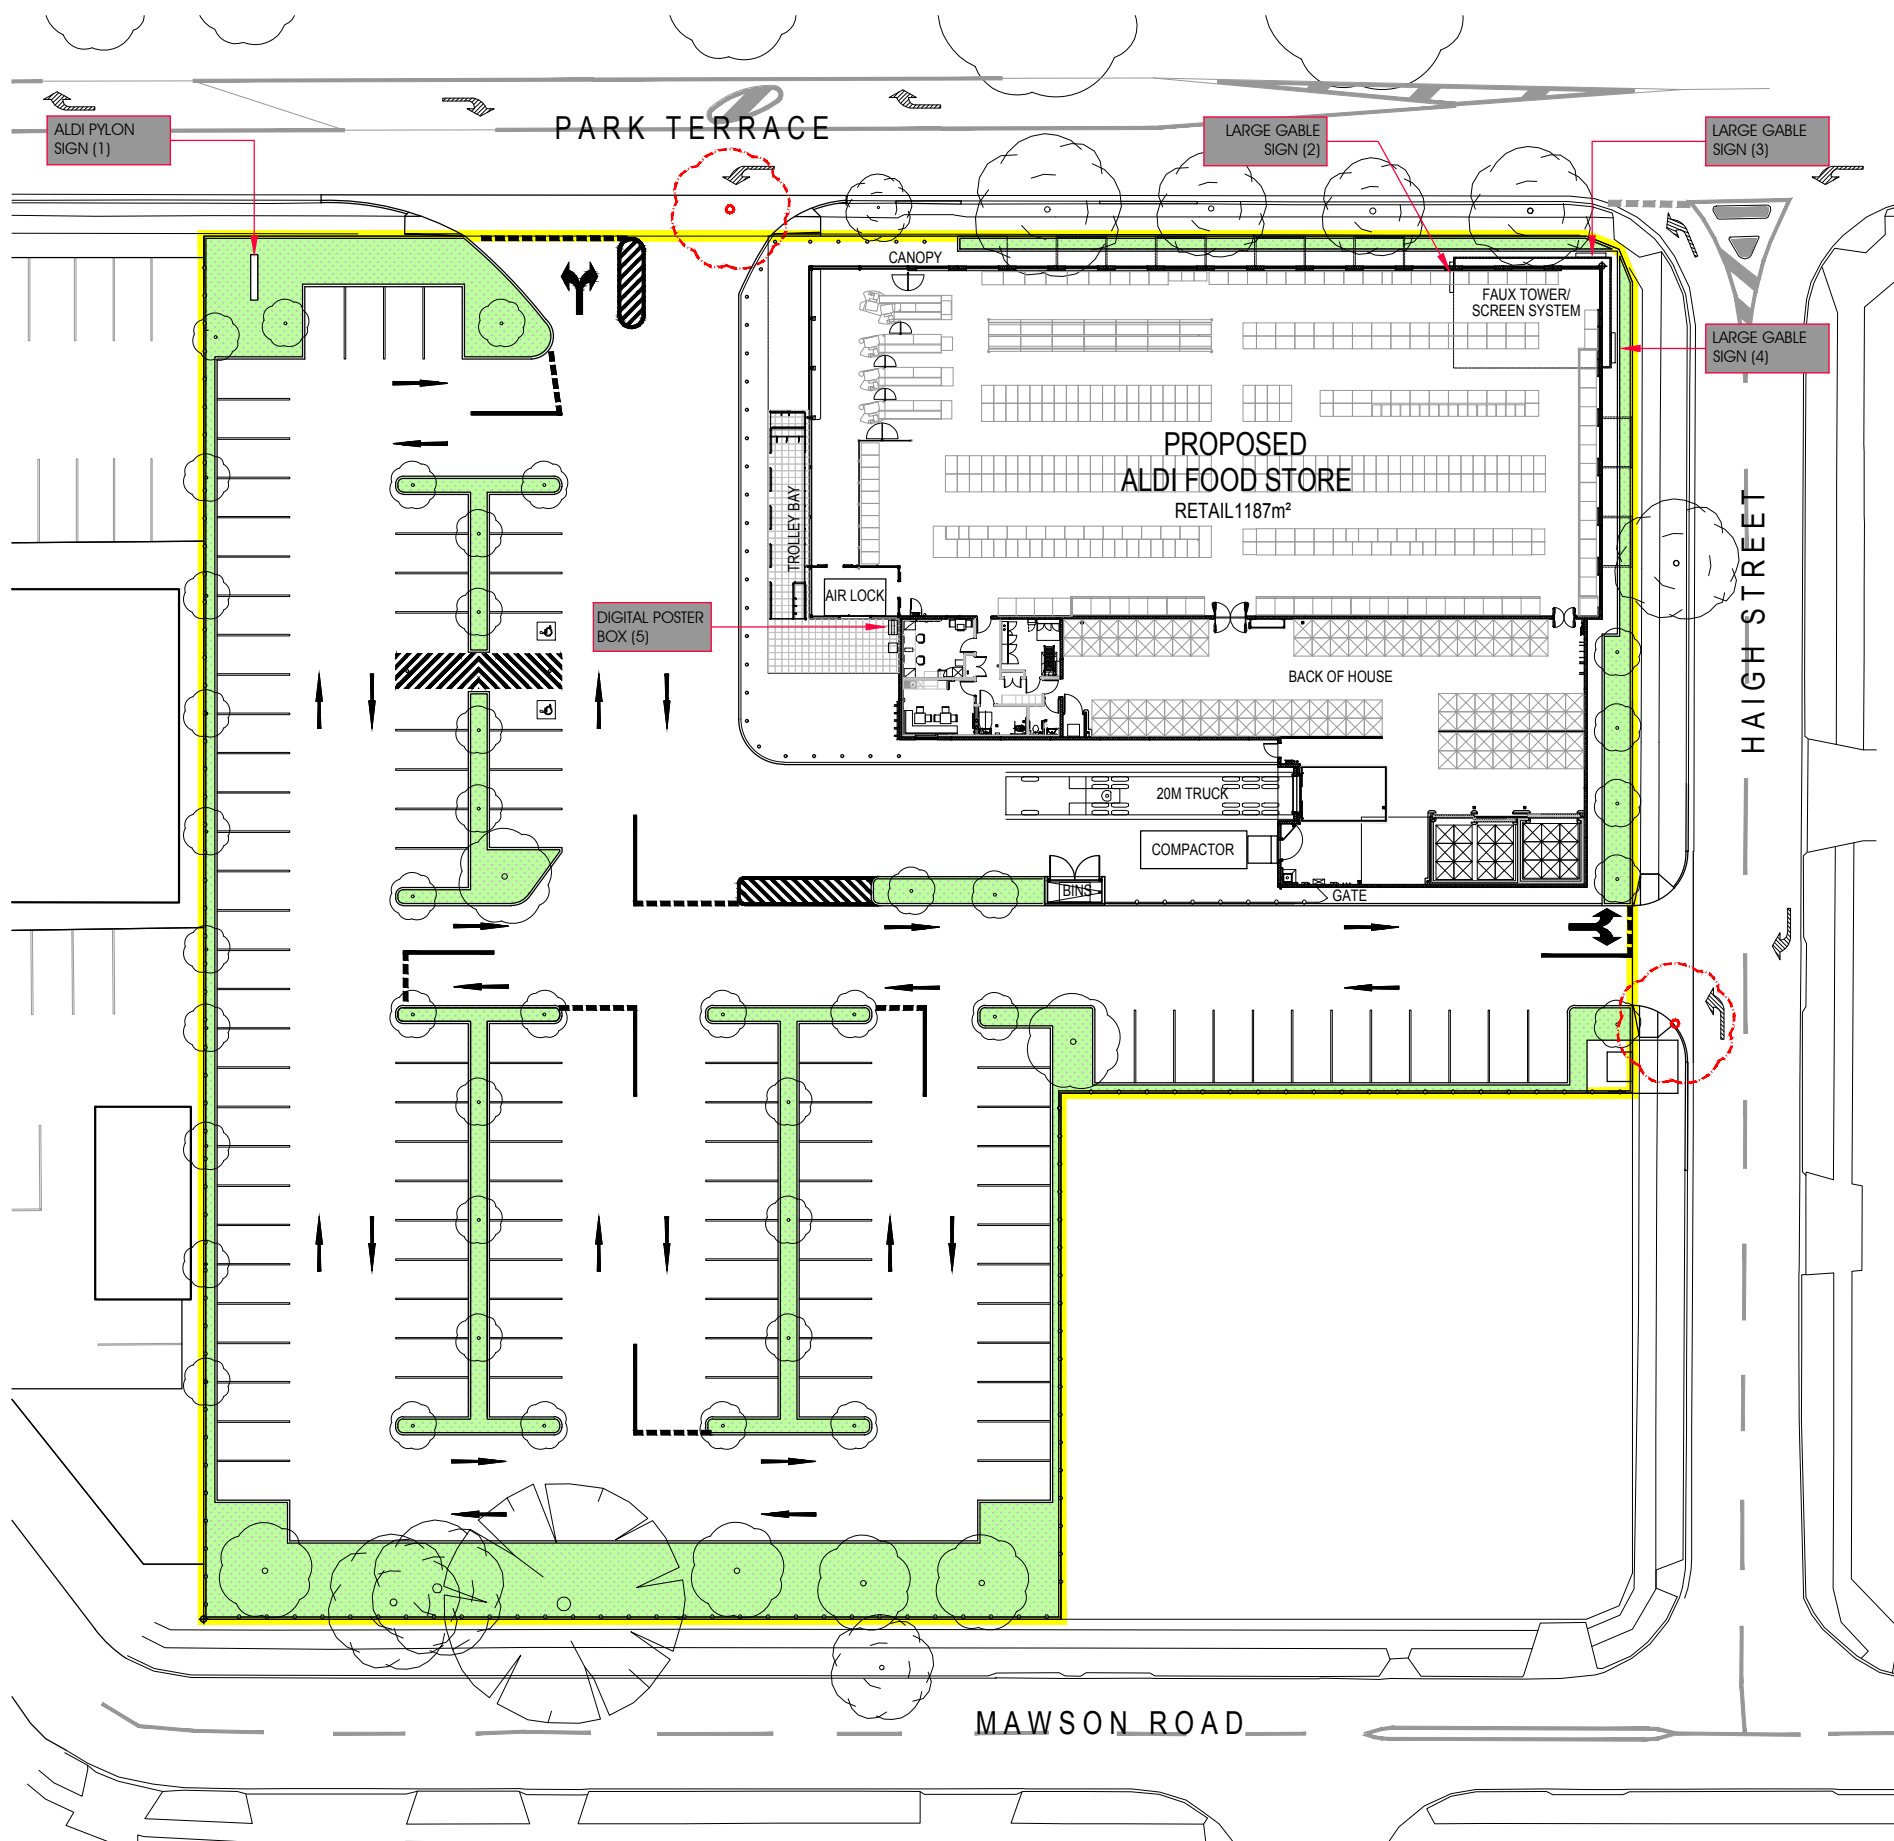 PARK TERRACE
ALDI PYLON
SIGN (1)
LARGE GABLE
SIGN (2)
LARGE GABLE
SIGN (3)
CANOPY
FAUX TOWER/
SCREEN SYSTEM
LARGE GABLE
SIGN (4)
PROPOSED
ALDI FOOD STORE
RETAIL1187m²
TROLLEY BAY
AIR LOCK
DIGITAL POSTER
BOX (5)
HAIGH STREET
BACK OF HOUSE
20M TRUCK
COMPACTOR
BINS
GATE
MAWSON ROAD